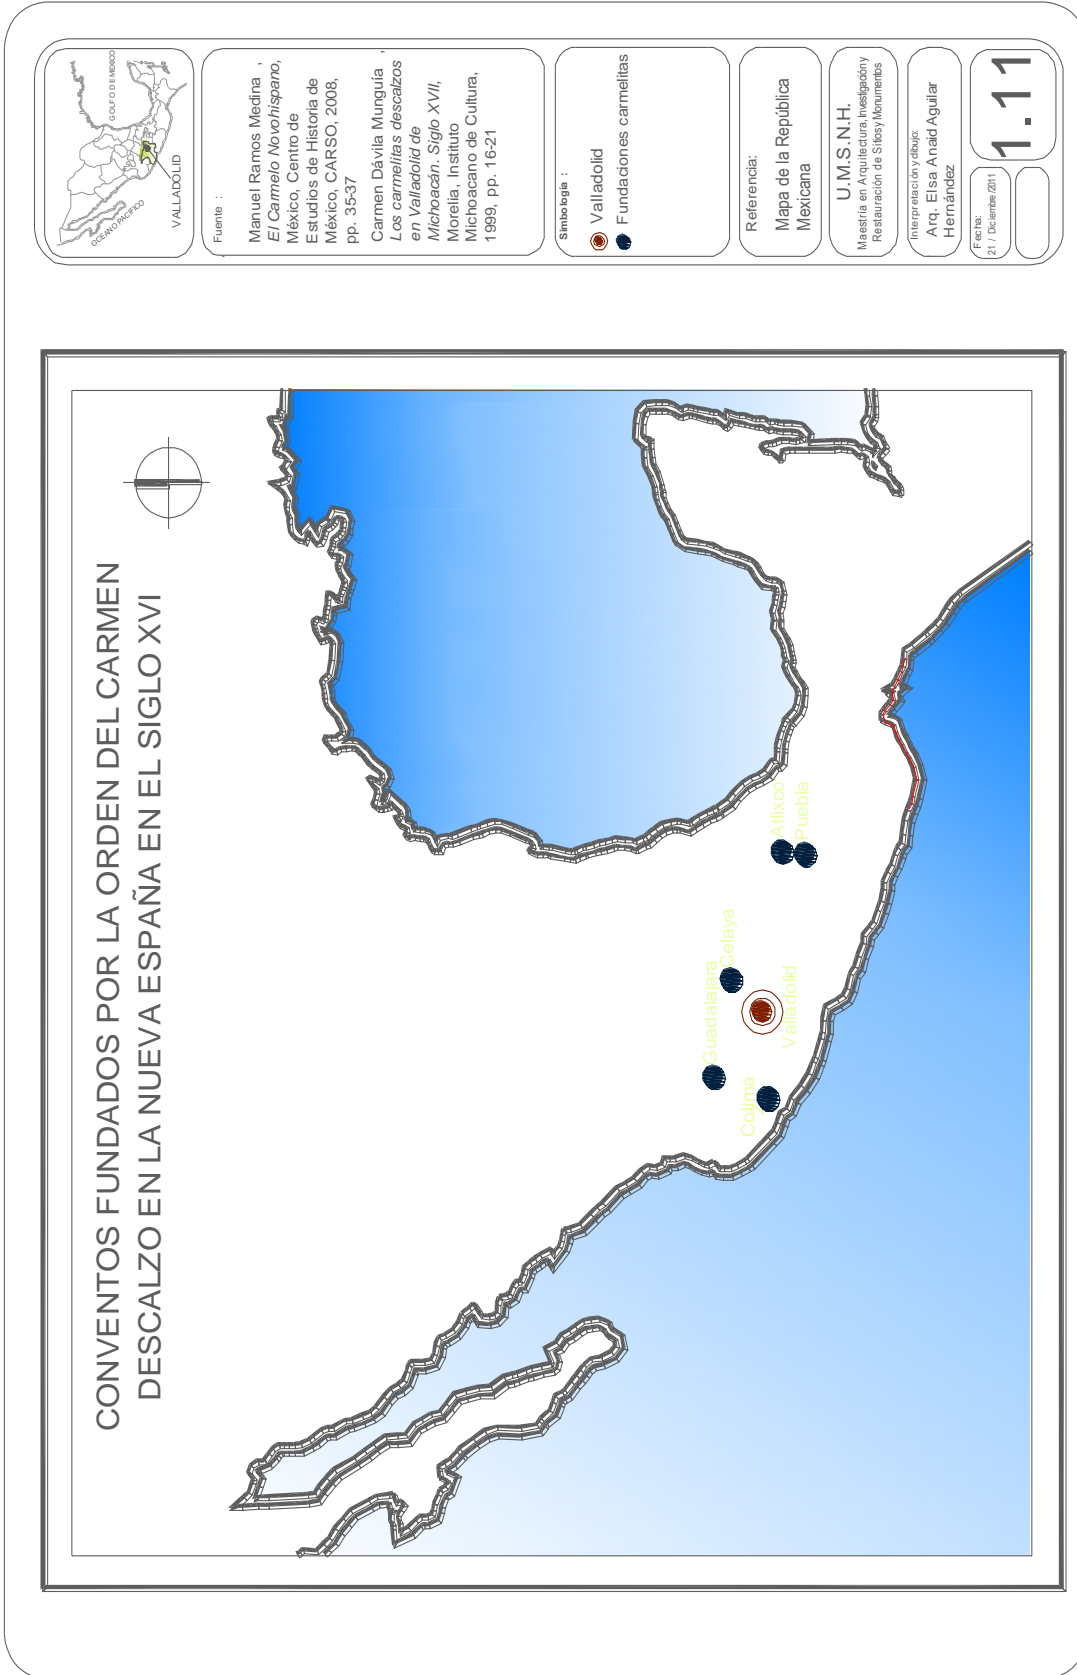 CONVENTOS FUNDADOS POR LA ORDEN DEL CARMEN
DESCALZO EN LA NUEVA ESPAÑA EN EL SIGLO XVI
Guadalajara
Celaya
Colima
Valladolid
Atlixco
Puebla
GOLFO DE MEXICO
OCEANO PACIFICO
VALLADOLID
Fuente :
Manuel Ramos Medina ,
El Carmelo Novohispano,
México, Centro de
Estudios de Historia de
México, CARSO, 2008,
pp. 35-37
Carmen Dávila Munguía ,
Los carmelitas descalzos
en Valladolid de
Michoacán. Siglo XVII,
Morelia, Instituto
Michoacano de Cultura,
1999, pp. 16-21
Simbología :
Valladolid
Fundaciones carmelitas
Referencia:
Mapa de la República
Mexicana
U.M.S.N.H.
Maestría en Arquitectura, Investigación y
Restauración de Sitios y Monumentos
Interpretación y dibujo:
Arq. Elsa Anaid Aguilar
Hernández
Fecha:
21 / Diciembre/2011
1.11